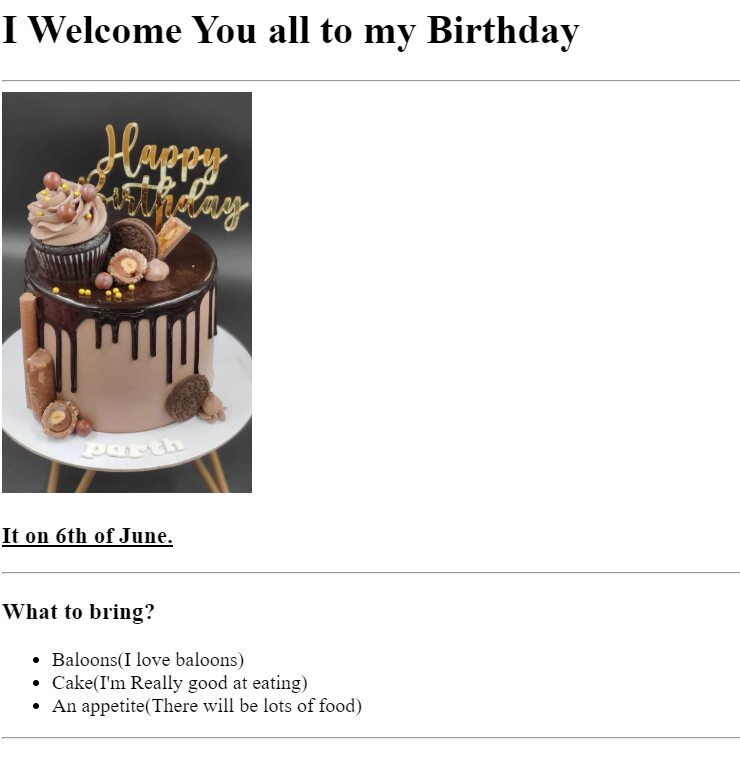 I Welcome You all to my Birthday
Happy
Birthday
parth
It on 6th of June.
What to bring?
Baloons(I love baloons)
Cake(I'm Really good at eating)
An appetite(There will be lots of food)